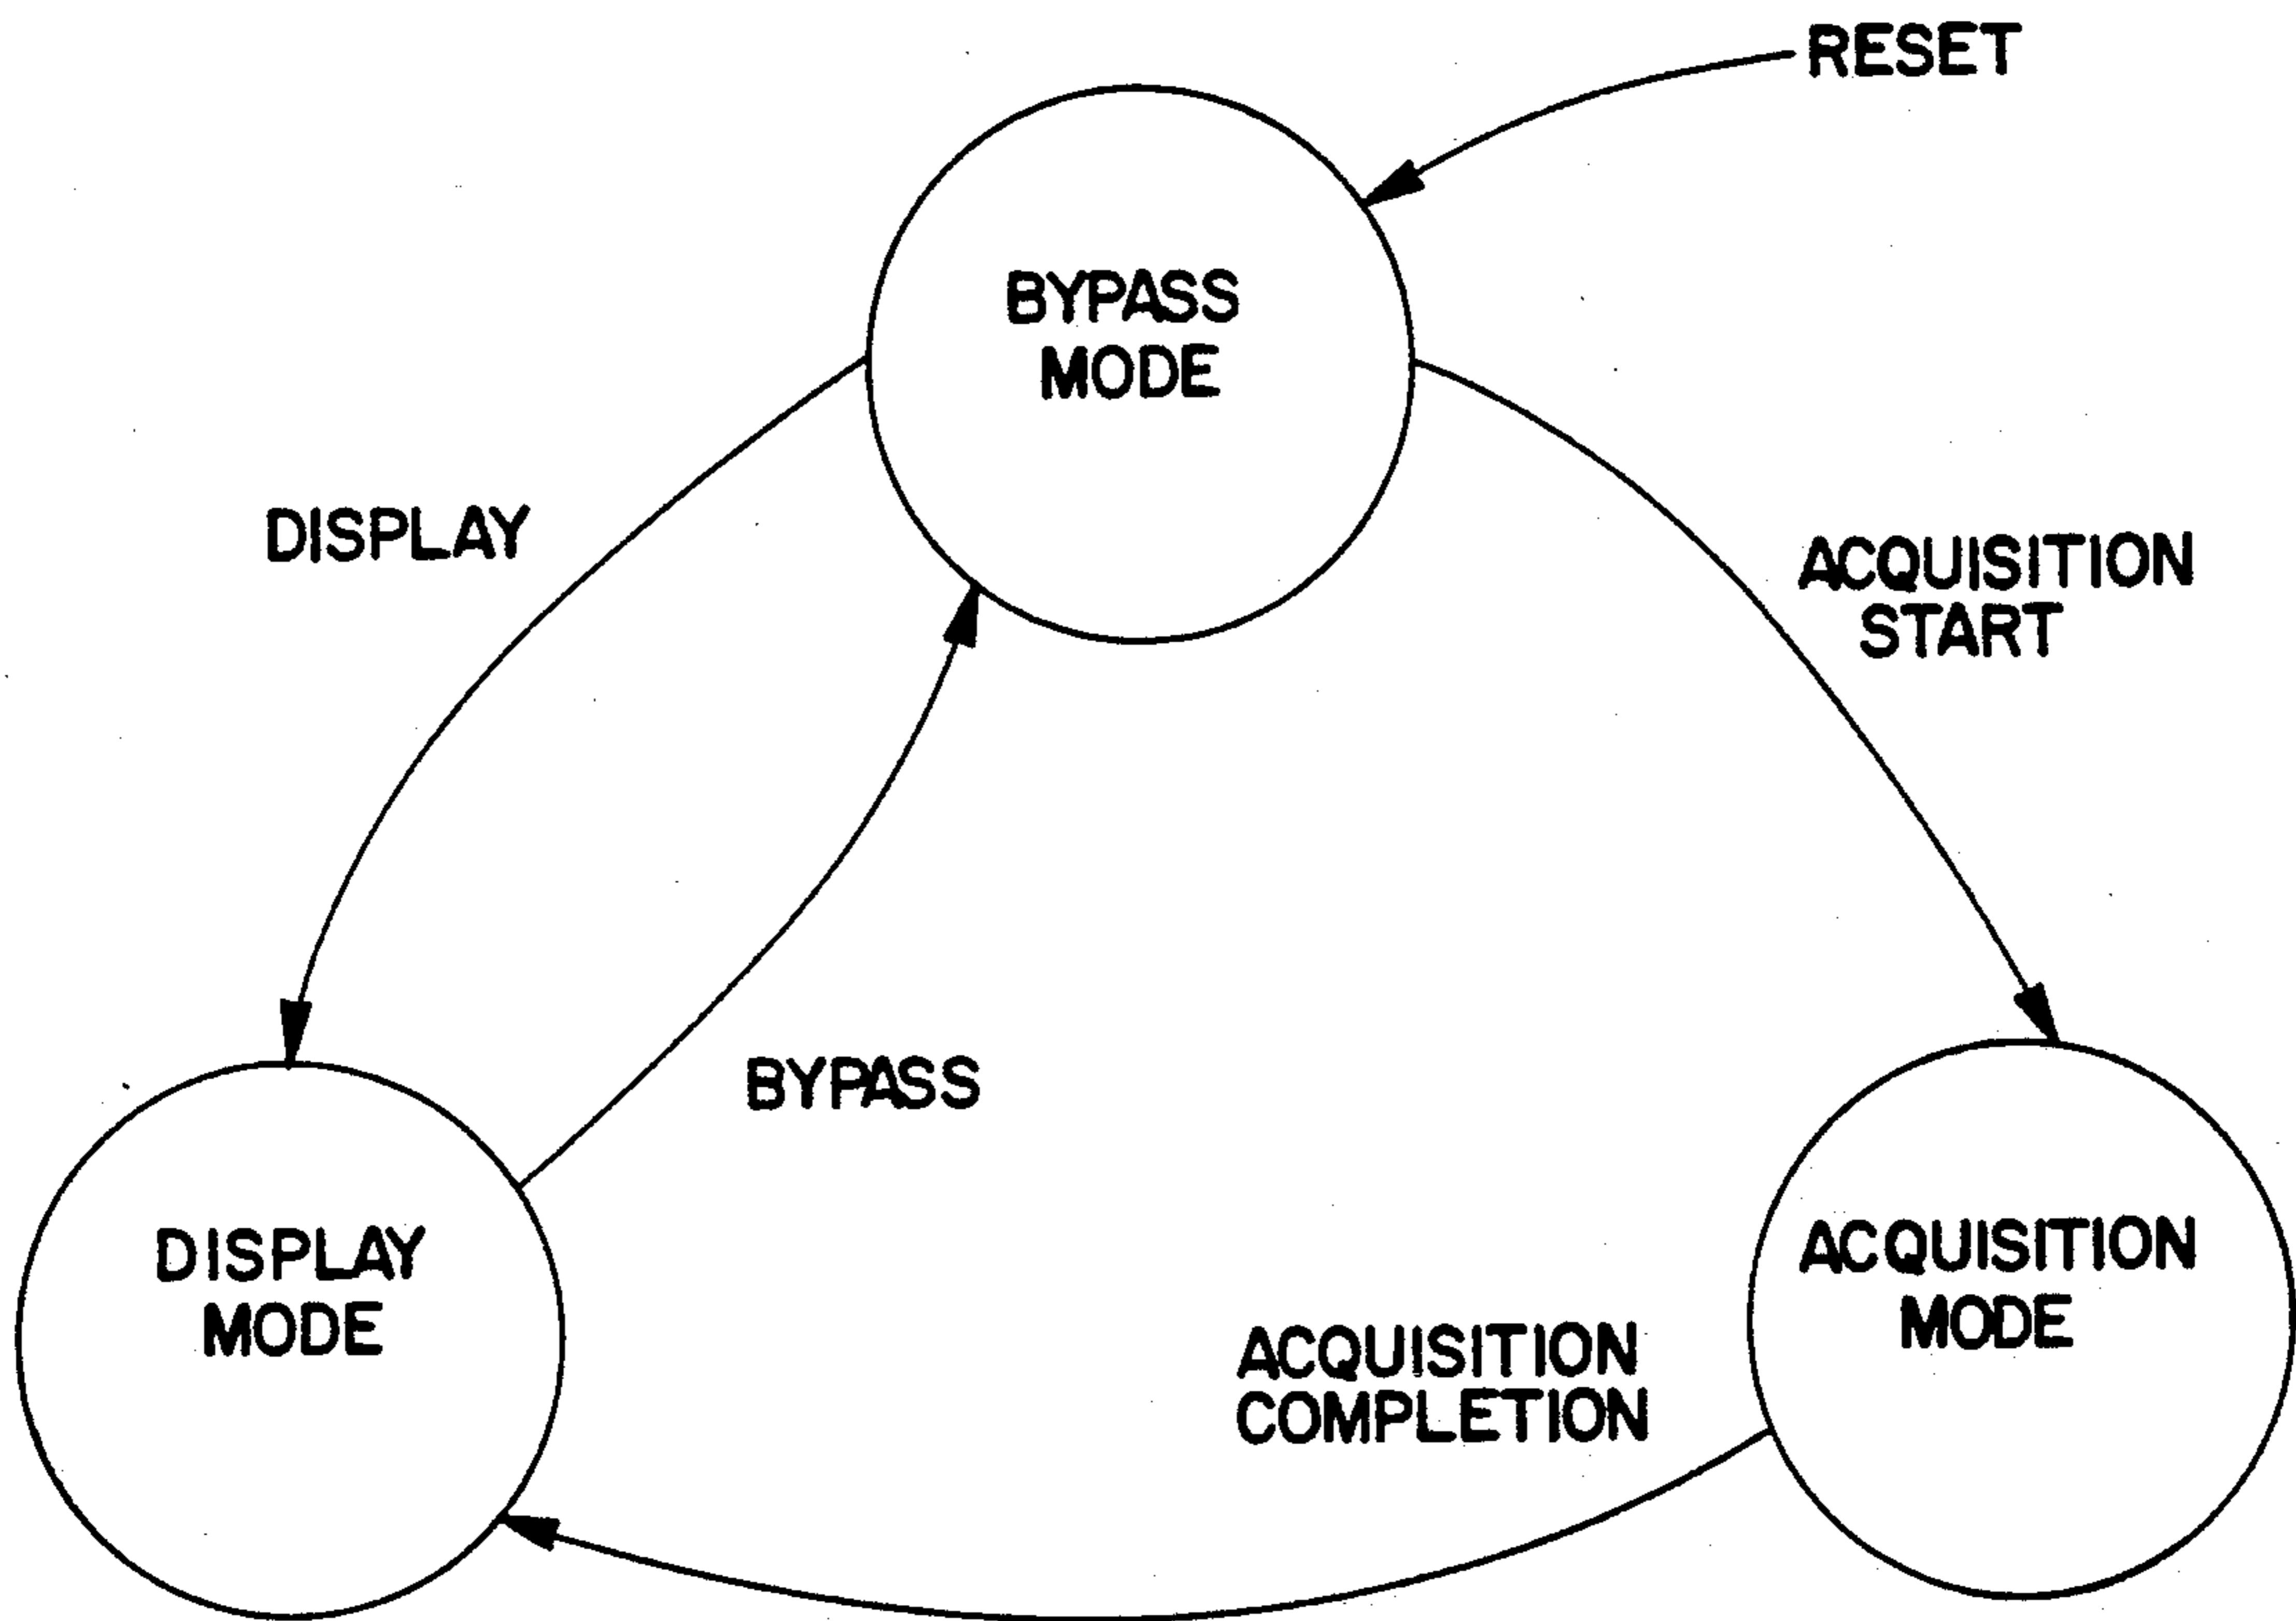 RESET
BYPASS
MODE
DISPLAY
ACQUISITION
START
BYPASS
DISPLAY
MODE
ACQUISITION
MODE
ACQUISITION
COMPLETION